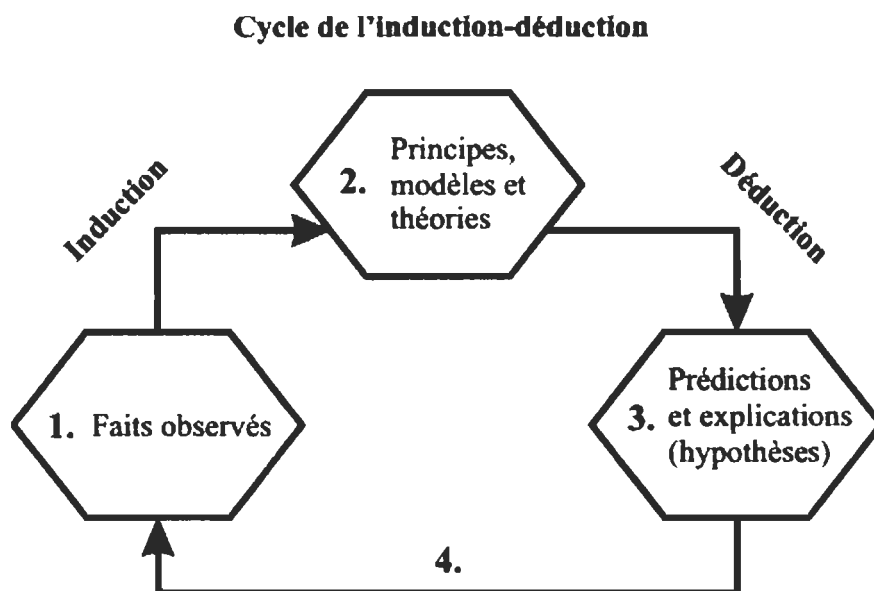 Cycle de l'induction-déduction
Induction
2. Principes,
modèles et
théories
Déduction
1. Faits observés
3. Prédictions
et explications
(hypothèses)
4.